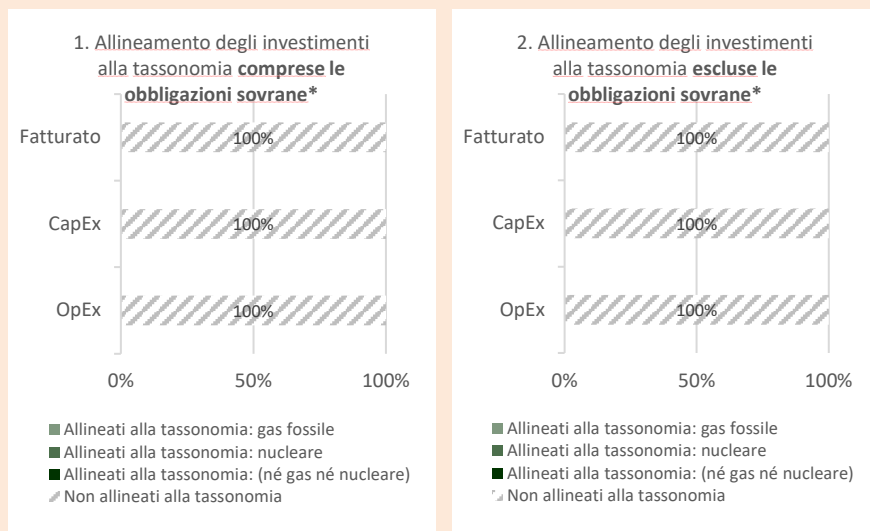 1. Allineamento degli investimenti
alla tassonomia comprese le
obbligazioni sovrane*
Fatturato
100%
CapEx
100%
OpEx
100%
0%
50%
100%
Allineati alla tassonomia: gas fossile
Allineati alla tassonomia: nucleare
Allineati alla tassonomia: (né gas né nucleare)
Non allineati alla tassonomia
2. Allineamento degli investimenti
alla tassonomia escluse le
obbligazioni sovrane*
Fatturato
100%
CapEx
100%
OpEx
100%
0%
50%
100%
Allineati alla tassonomia: gas fossile
Allineati alla tassonomia: nucleare
Allineati alla tassonomia: (né gas né nucleare)
Non allineati alla tassonomia